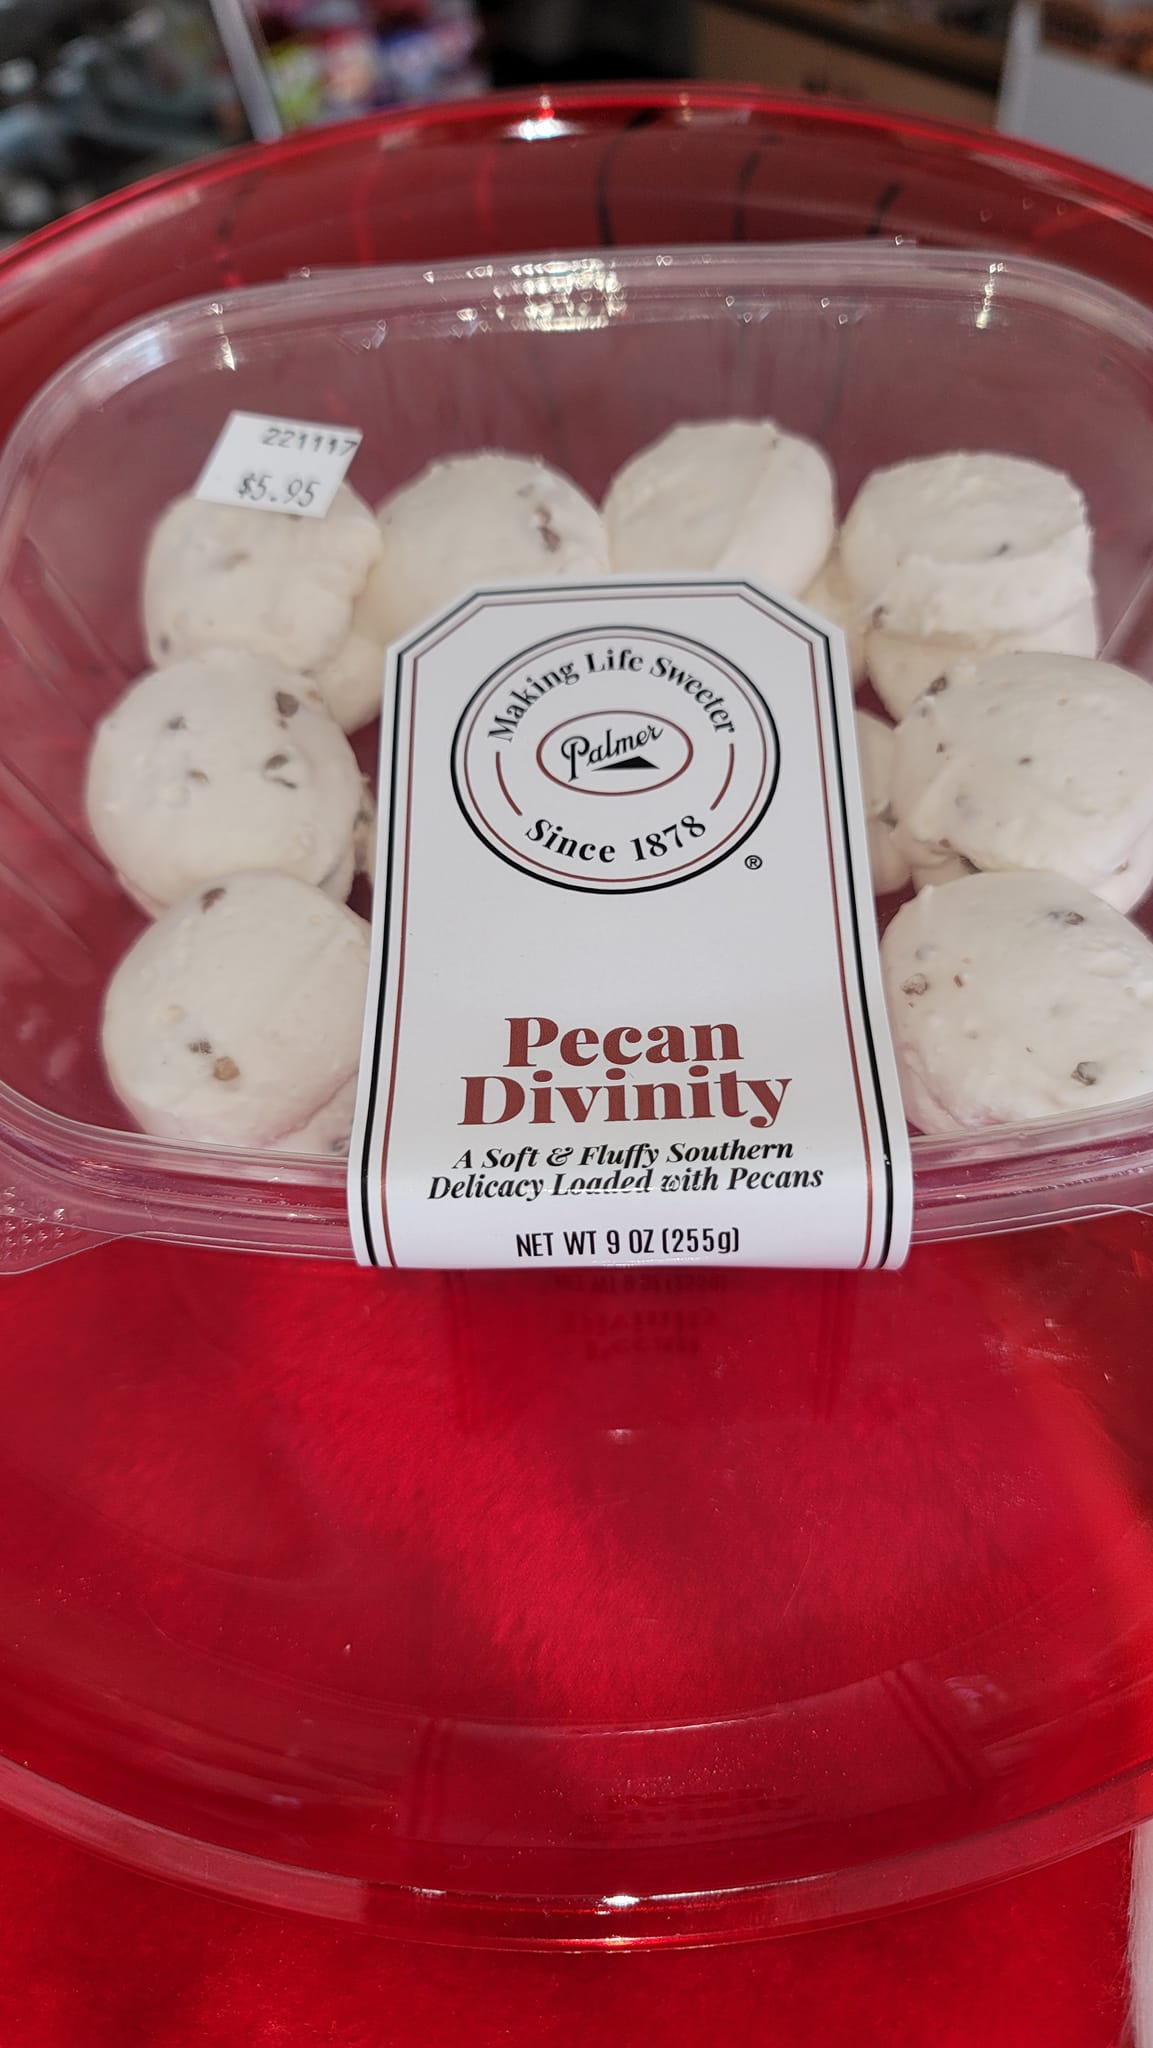 221117
$5.95
Making Life Sweeter
Palmer
Since 1878
®
Pecan
Divinity
A Soft & Fluffy Southern
Delicacy Loaded with Pecans
NET WT 9 OZ (255g)